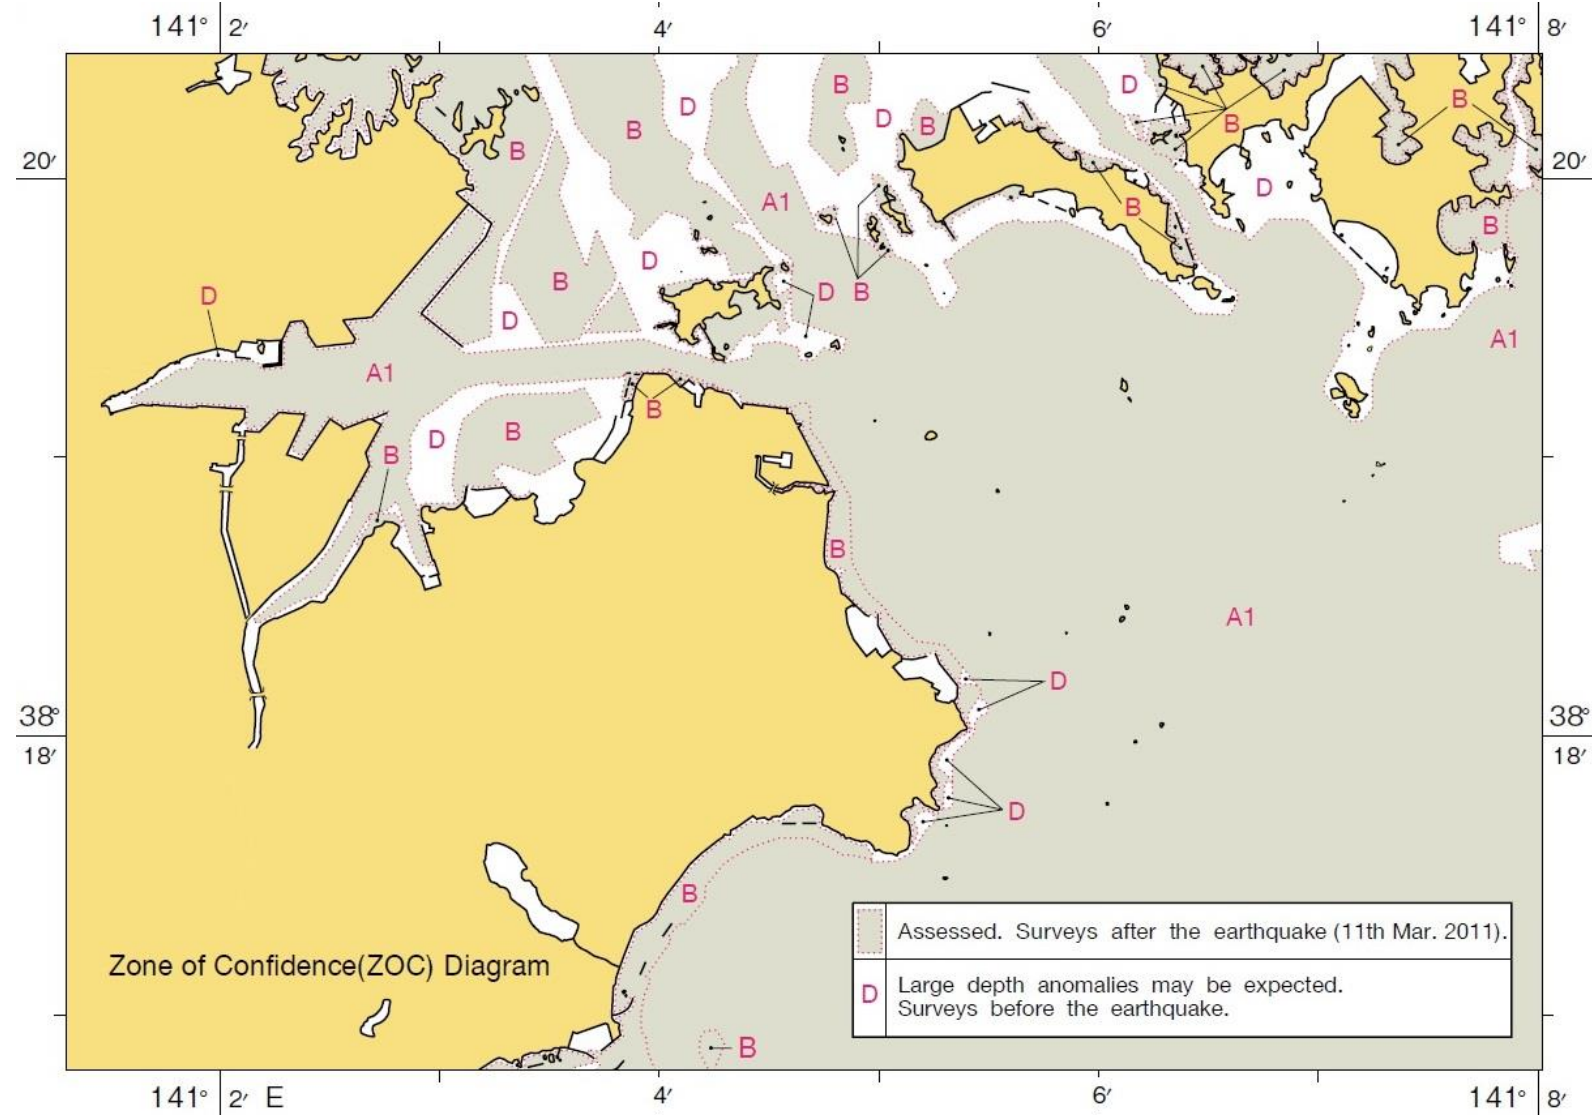 141° 2′ 4′ 6′ 141° 8′
D B D B
B D B B B
20′ 20′
D
A1 B
B
D
B D B
D D A1
A1
B
D B
B
B
A1
D
38° 38°
18′ 18′
D
B
Assessed. Surveys after the earthquake (11th Mar. 2011).
Zone of Confidence(ZOC) Diagram
D Large depth anomalies may be expected.
Surveys before the earthquake.
B
141° 2′ E 4′ 6′ 141° 8′